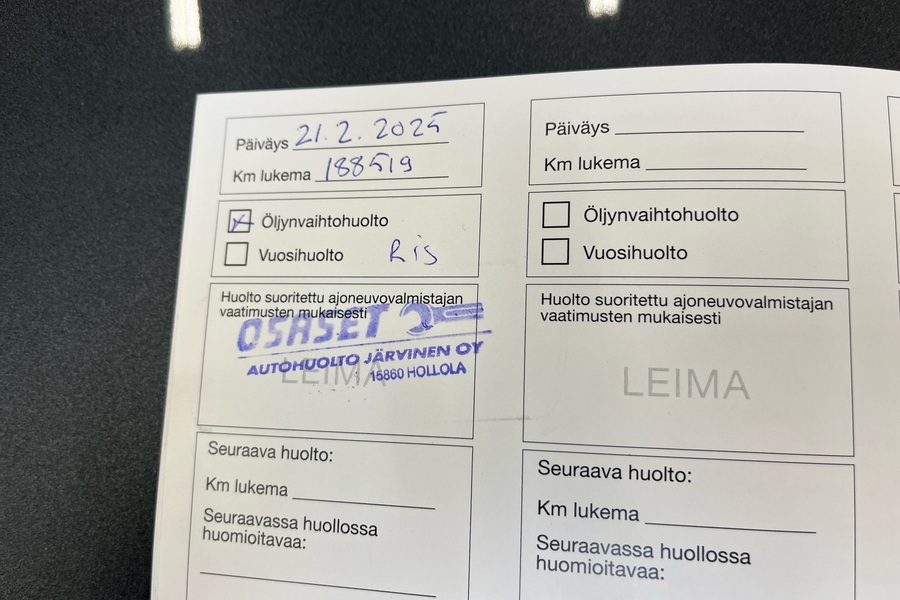 Päiväys 21.2.2025
Km lukema 188519
Öljynvaihtohuolto
Vuosihuolto Ris
Huolto suoritettu ajoneuvovalmistajan
vaatimusten mukaisesti
OSASET
AUTOHUOLTO JÄRVINEN OY
LEIMA
15860 HOLLOLA
Seuraava huolto:
Km lukema
Seuraavassa huollossa
huomioitavaa:
Päiväys
Km lukema
Öljynvaihtohuolto
Vuosihuolto
Huolto suoritettu ajoneuvovalmistajan
vaatimusten mukaisesti
LEIMA
Seuraava huolto:
Km lukema
Seuraavassa huollossa
huomioitavaa: